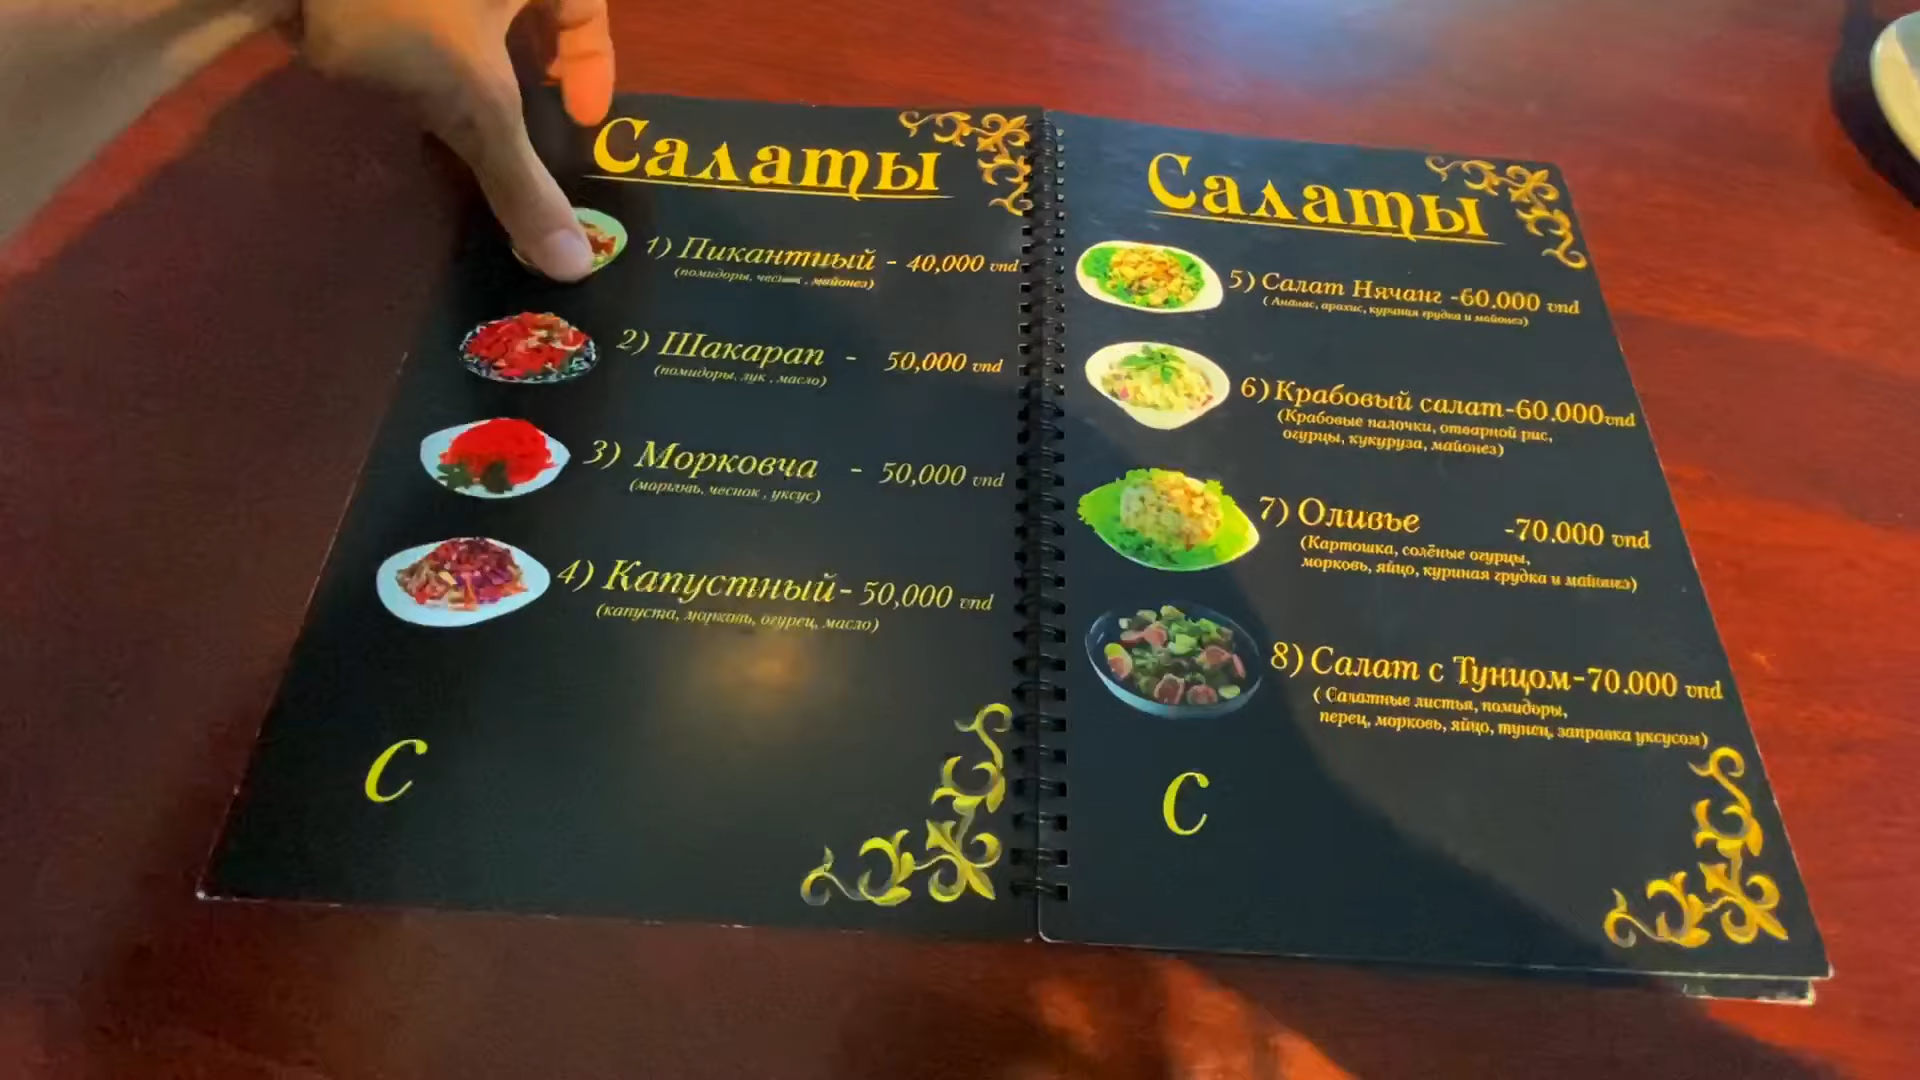 Салаты
1) Пикантный - 40,000 vnd
(помидоры, чеснок , майонез)
2) Шакарап - 50,000 vnd
(помидоры, лук , масло)
3) Морковча - 50,000 vnd
чеснок , уксус)
4) Капустный- 50,000 vnd
(капуста, марковь, огурец, масло)
С
Салаты
5) Салат Нячанг -60.000 vnd
( Ананас, арахис, куриная грудка и майонез)
6) Крабовый салат-60.000 vnd
(Крабовые палочки, отварной рис,
огурцы, кукуруза, майонез)
7) Оливье -70.000 vnd
(Картошка, солёные огурцы,
морковь, яйцо, куриная грудка и майонез)
8) Салат с Тунцом-70.000 vnd
( Салатные листья, помидоры,
перец, морковь, яйцо, тунец, заправка уксусом)
С